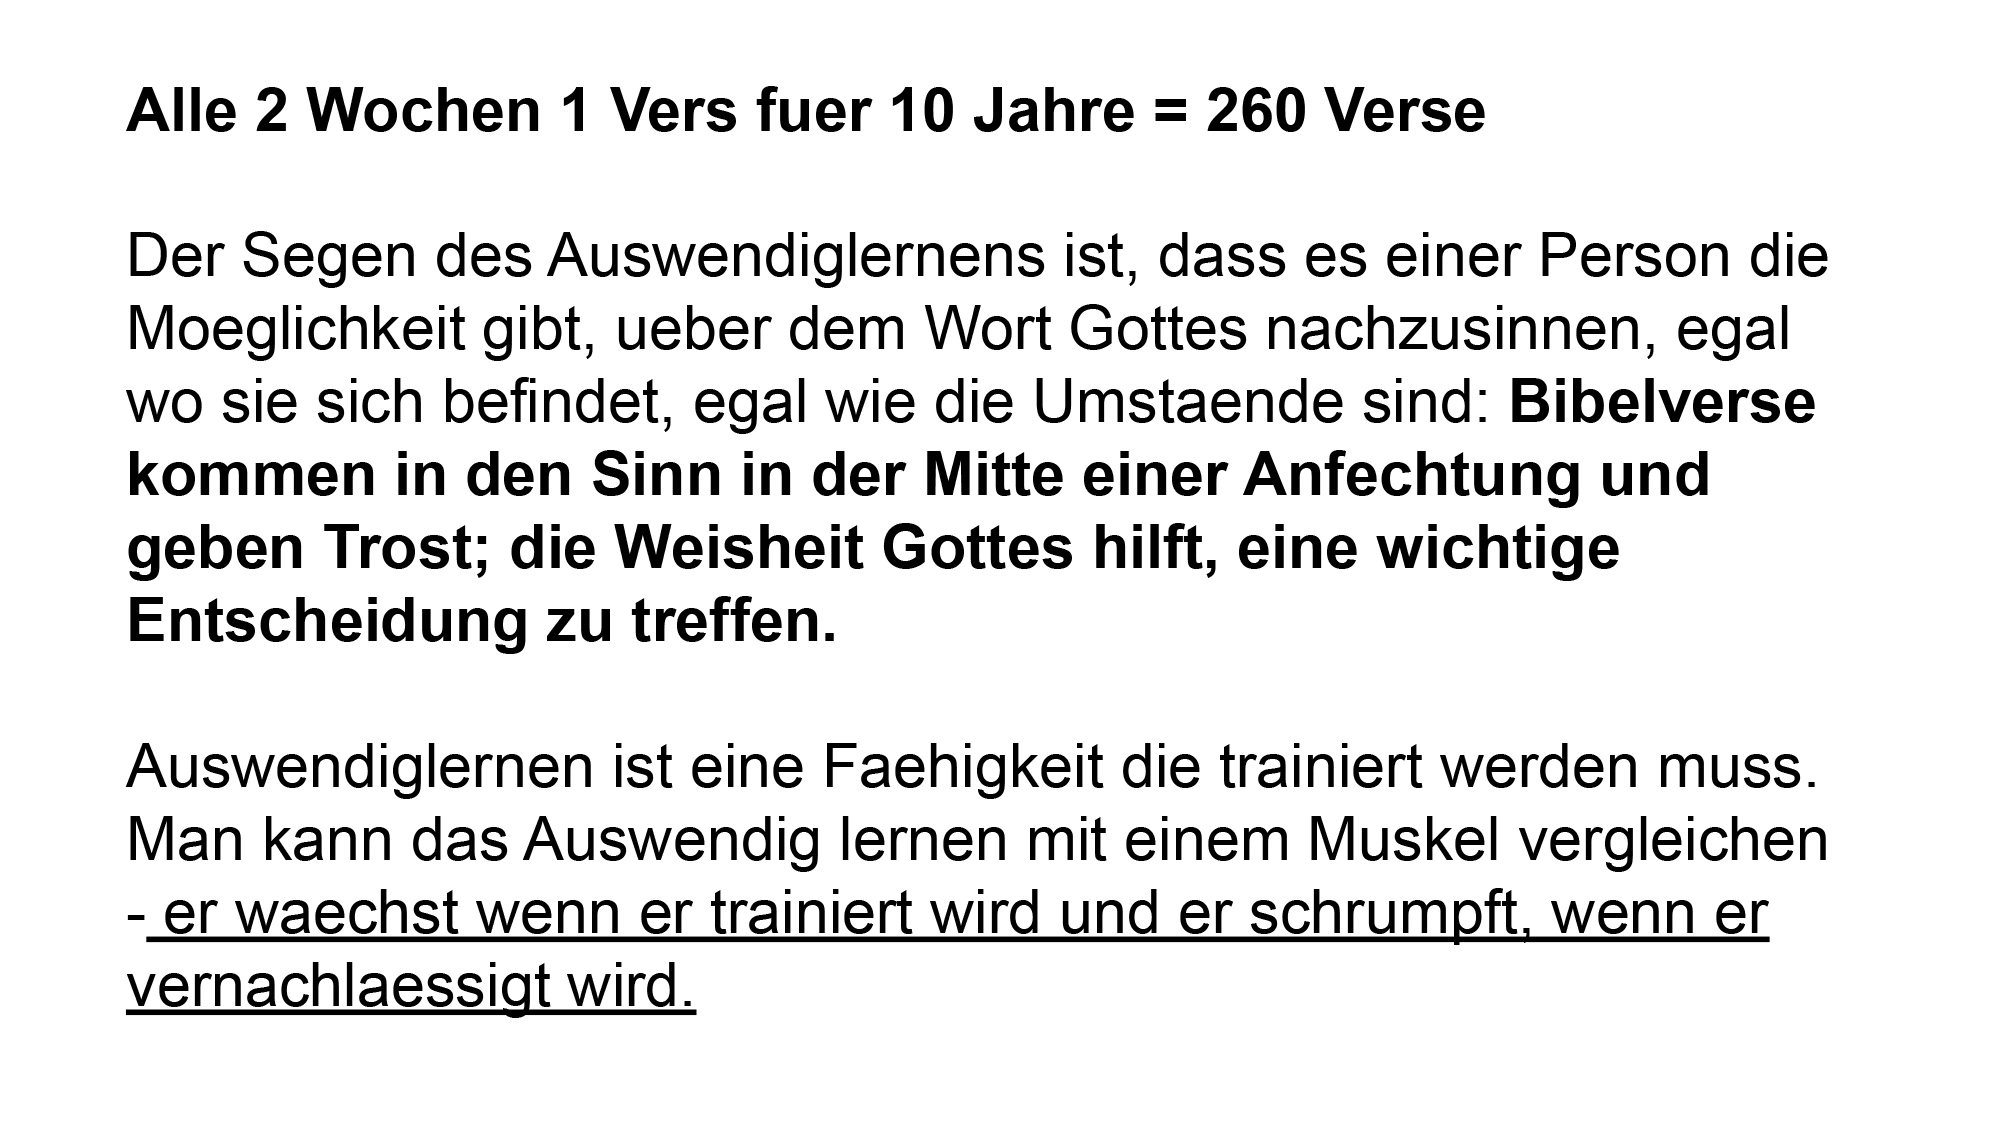 Alle 2 Wochen 1 Vers fuer 10 Jahre = 260 Verse
Der Segen des Auswendiglernens ist, dass es einer Person die
Moeglichkeit gibt, ueber dem Wort Gottes nachzusinnen, egal
wo sie sich befindet, egal wie die Umstaende sind: Bibelverse
kommen in den Sinn in der Mitte einer Anfechtung und
geben Trost; die Weisheit Gottes hilft, eine wichtige
Entscheidung zu treffen.
Auswendiglernen ist eine Faehigkeit die trainiert werden muss.
Man kann das Auswendig lernen mit einem Muskel vergleichen
- er waechst wenn er trainiert wird und er schrumpft, wenn er
vernachlaessigt wird.